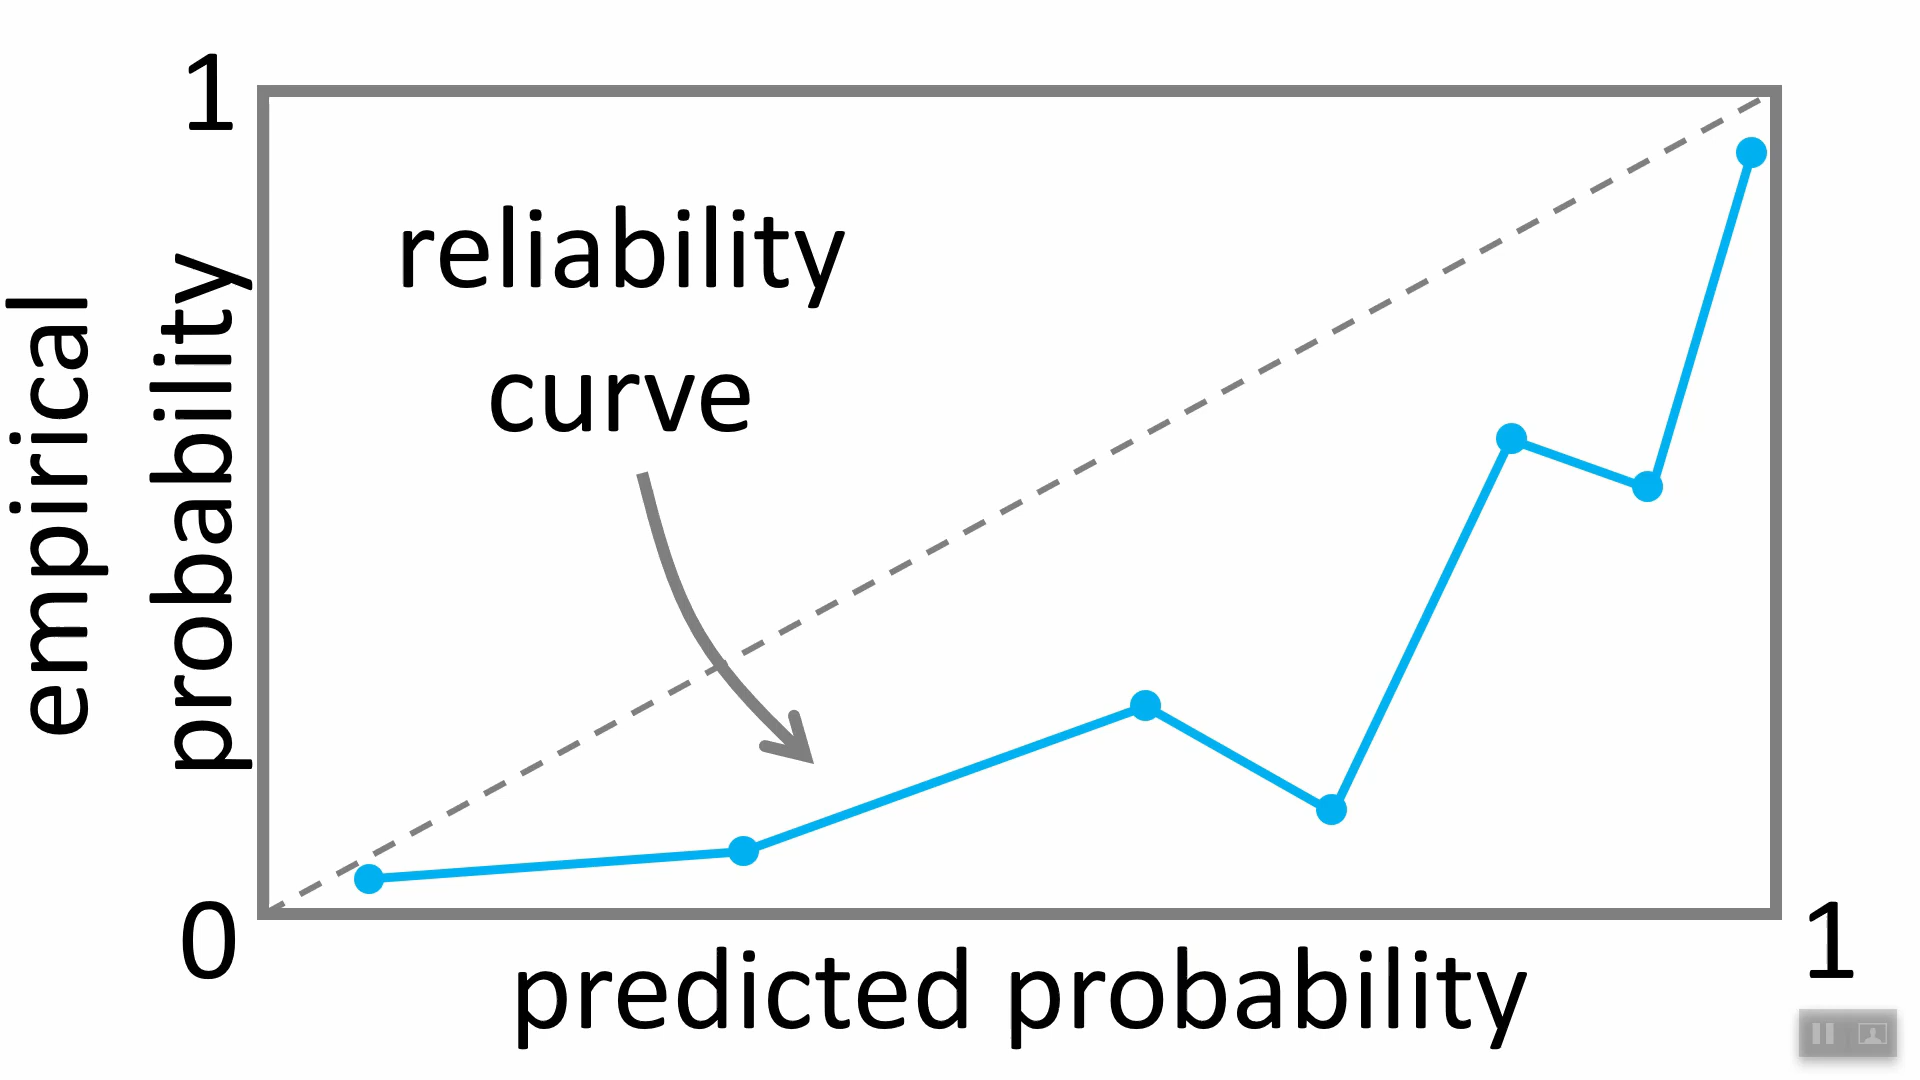 1
reliability
curve
empirical
probability
0
1
predicted probability